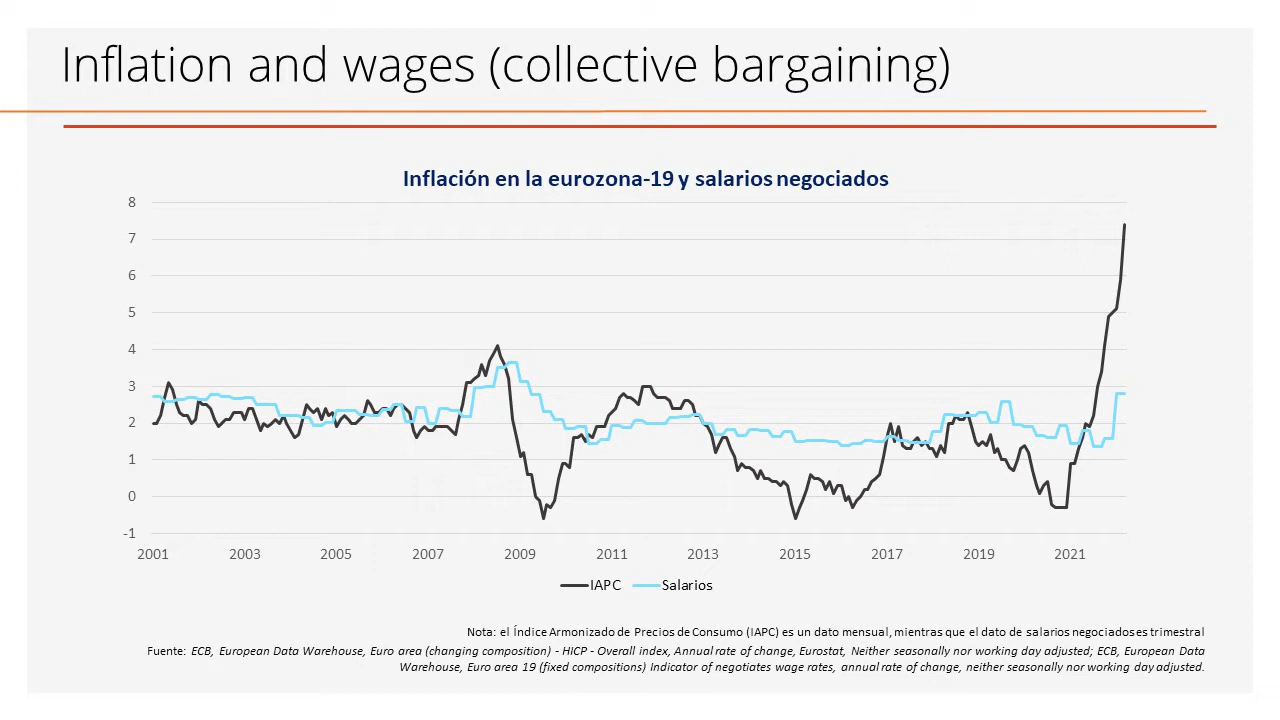 Inflation and wages (collective bargaining)
Inflación en la eurozona-19 y salarios negociados
8
7
6
5
4
3
2
1
0
-1
2001 2003 2005 2007 2009 2011 2013 2015 2017 2019 2021
IAPC Salarios
Nota: el Índice Armonizado de Precios de Consumo (IAPC) es un dato mensual, mientras que el dato de salarios negociados es trimestral
Fuente: ECB, European Data Warehouse, Euro area (changing composition) - HICP - Overall index, Annual rate of change, Eurostat, Neither seasonally nor working day adjusted; ECB, European Data
Warehouse, Euro area 19 (fixed compositions) Indicator of negotiates wage rates, annual rate of change, neither seasonally nor working day adjusted.